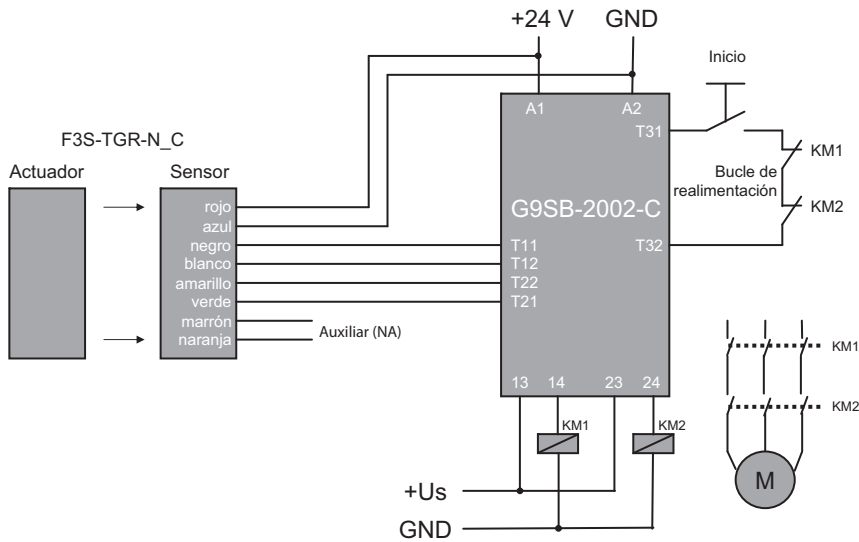 +24 V
GND
Inicio
A1
A2
T31
F3S-TGR-N_C
Actuador
Sensor
KM1
Bucle de
realimentación
KM2
G9SB-2002-C
rojo
azul
negro
blanco
amarillo
verde
marrón
naranja
T11
T12
T22
T21
T32
Auxiliar (NA)
13
14
23
24
KM1
KM2
KM1
KM2
M
+Us
GND